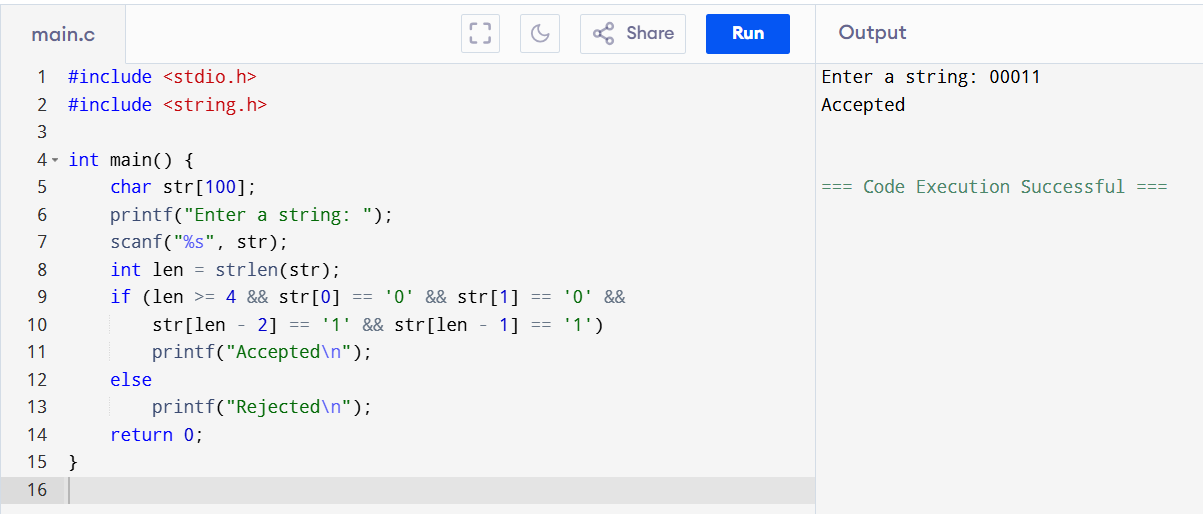 main.c
Share
Run
Output
1 #include <stdio.h>
2 #include <string.h>
3
4 int main() {
5     char str[100];
6     printf("Enter a string: ");
7     scanf("%s", str);
8     int len = strlen(str);
9     if (len >= 4 && str[0] == '0' && str[1] == '0' &&
10         str[len - 2] == '1' && str[len - 1] == '1')
11         printf("Accepted\n");
12     else
13         printf("Rejected\n");
14     return 0;
15 }
16
Enter a string: 00011
Accepted
=== Code Execution Successful ===